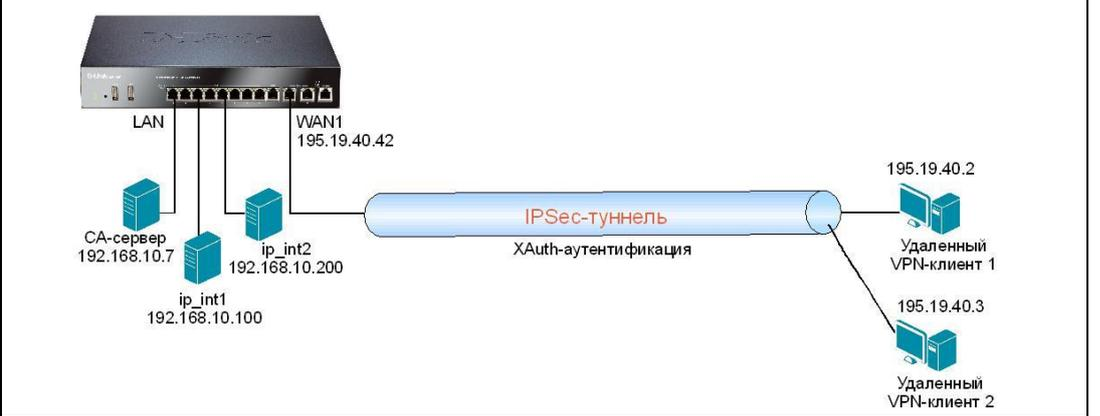 D-Link
LAN
WAN1
195.19.40.42
195.19.40.2
IPSec-туннель
XAuth-аутентификация
CA-сервер
192.168.10.7
ip_int2
192.168.10.200
ip_int1
192.168.10.100
Удаленный
VPN-клиент 1
195.19.40.3
Удаленный
VPN-клиент 2